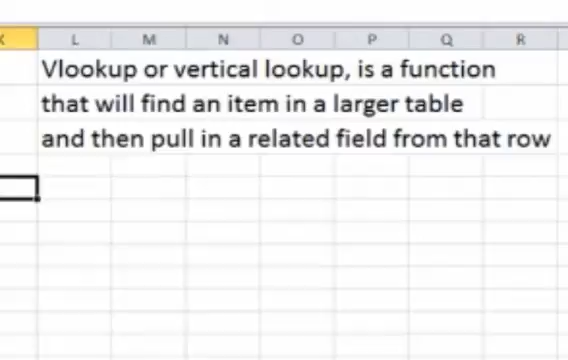 K L M N O P Q R
Vlookup or vertical lookup, is a function
that will find an item in a larger table
and then pull in a related field from that row